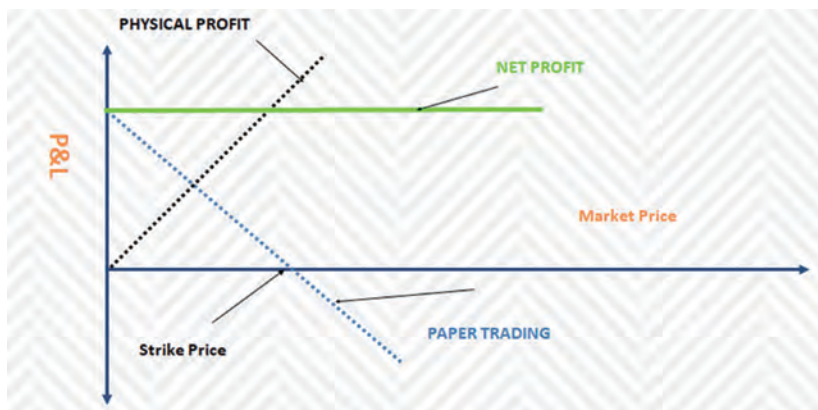 PHYSICAL PROFIT
NET PROFIT
P&L
Market Price
Strike Price
PAPER TRADING